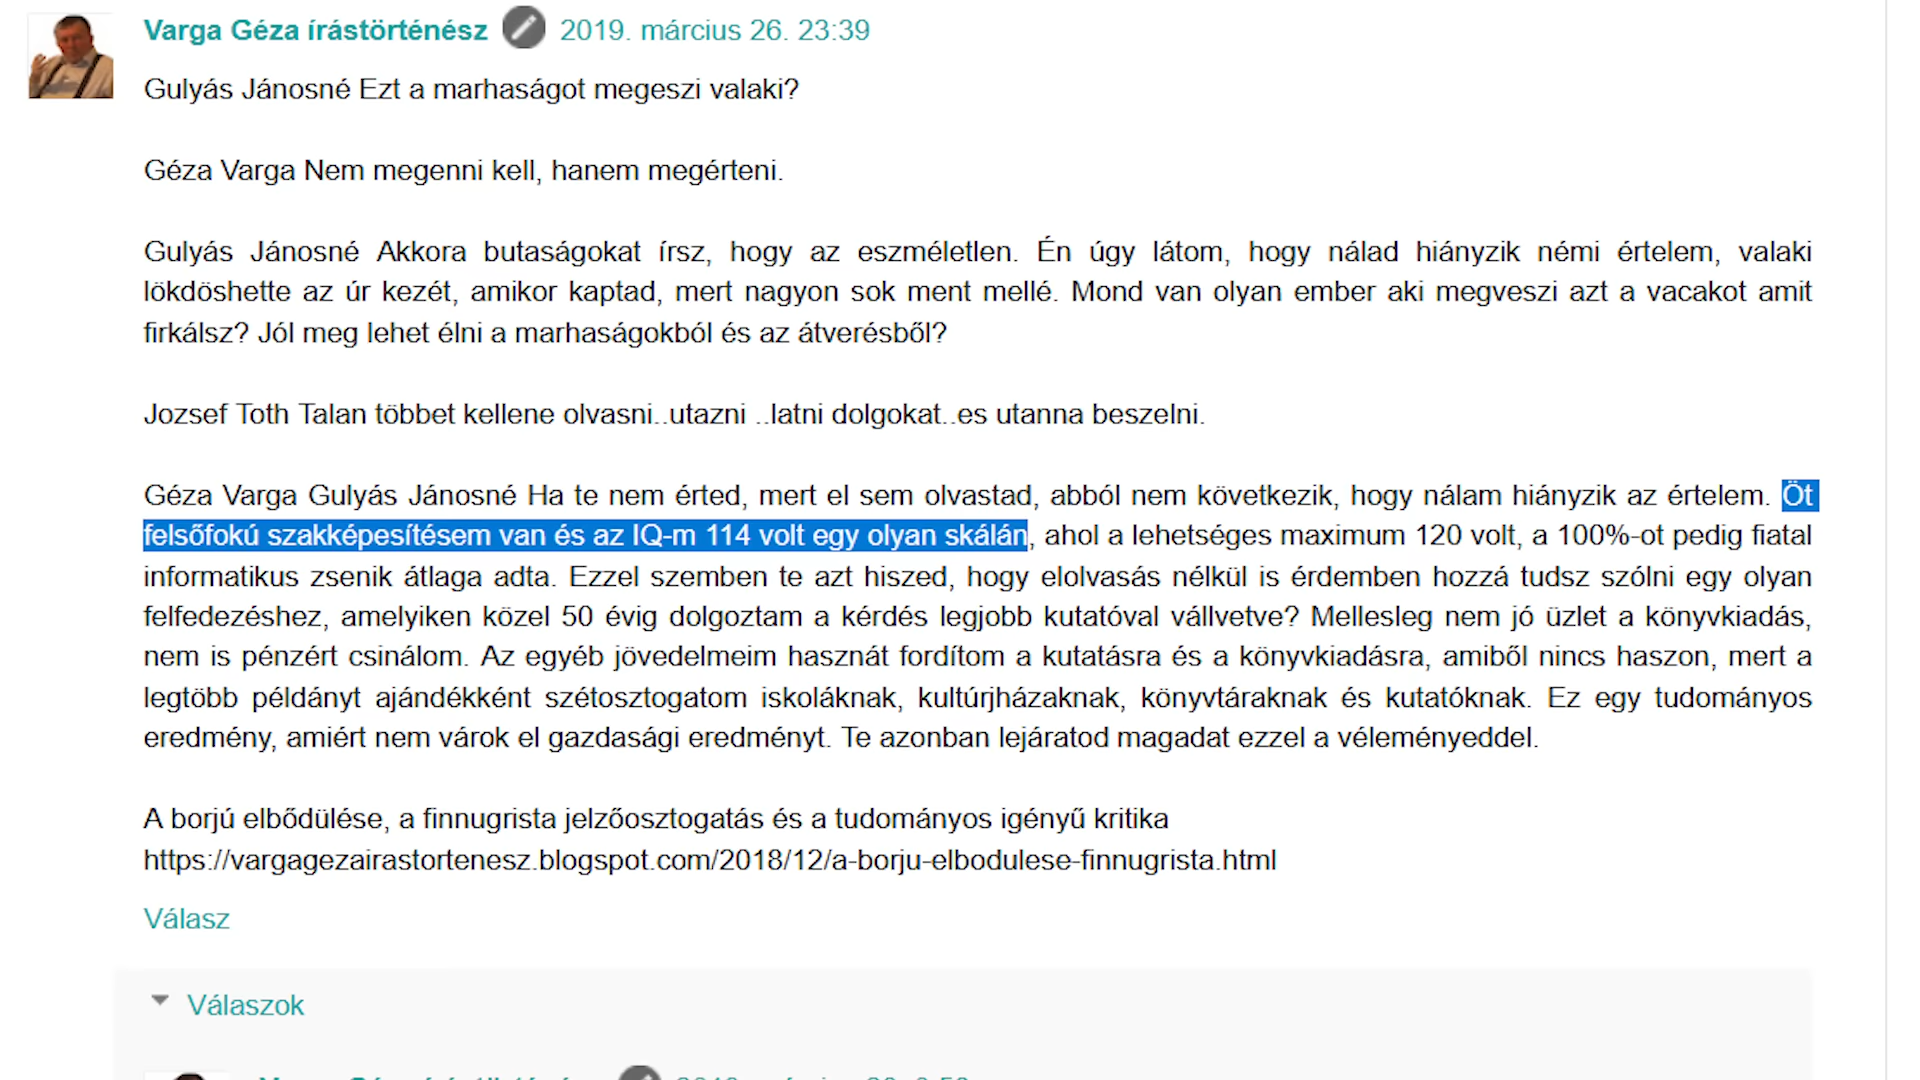 Varga Géza írástörténész 2019. március 26. 23:39
Gulyás Jánosné Ezt a marhaságot megeszi valaki?
Géza Varga Nem megenni kell, hanem megérteni.
Gulyás Jánosné Akkora butaságokat írsz, hogy az eszméletlen. Én úgy látom, hogy nálad hiányzik némi értelem, valaki
lökdöshette az úr kezét, amikor kaptad, mert nagyon sok ment mellé. Mond van olyan ember aki megveszi azt a vacakot amit
firkálsz? Jól meg lehet élni a marhaságokból és az átverésből?
Jozsef Toth Talan többet kellene olvasni..utazni ..latni dolgokat..es utanna beszelni.
Géza Varga Gulyás Jánosné Ha te nem érted, mert el sem olvastad, abból nem következik, hogy nálam hiányzik az értelem. Öt
felsőfokú szakképesítésem van és az IQ-m 114 volt egy olyan skálán, ahol a lehetséges maximum 120 volt, a 100%-ot pedig fiatal
informatikus zsenik átlaga adta. Ezzel szemben te azt hiszed, hogy elolvasás nélkül is érdemben hozzá tudsz szólni egy olyan
felfedezéshez, amelyiken közel 50 évig dolgoztam a kérdés legjobb kutatóval vállvetve? Mellesleg nem jó üzlet a könyvkiadás,
nem is pénzért csinálom. Az egyéb jövedelmeim hasznát fordítom a kutatásra és a könyvkiadásra, amiből nincs haszon, mert a
legtöbb példányt ajándékként szétosztogatom iskoláknak, kultúrjházaknak, könyvtáraknak és kutatóknak. Ez egy tudományos
eredmény, amiért nem várok el gazdasági eredményt. Te azonban lejáratod magadat ezzel a véleményeddel.
A borjú elbődülése, a finnugrista jelzőosztogatás és a tudományos igényű kritika
https://vargagezairastortenesz.blogspot.com/2018/12/a-borju-elbodulese-finnugrista.html
Válasz
Válaszok